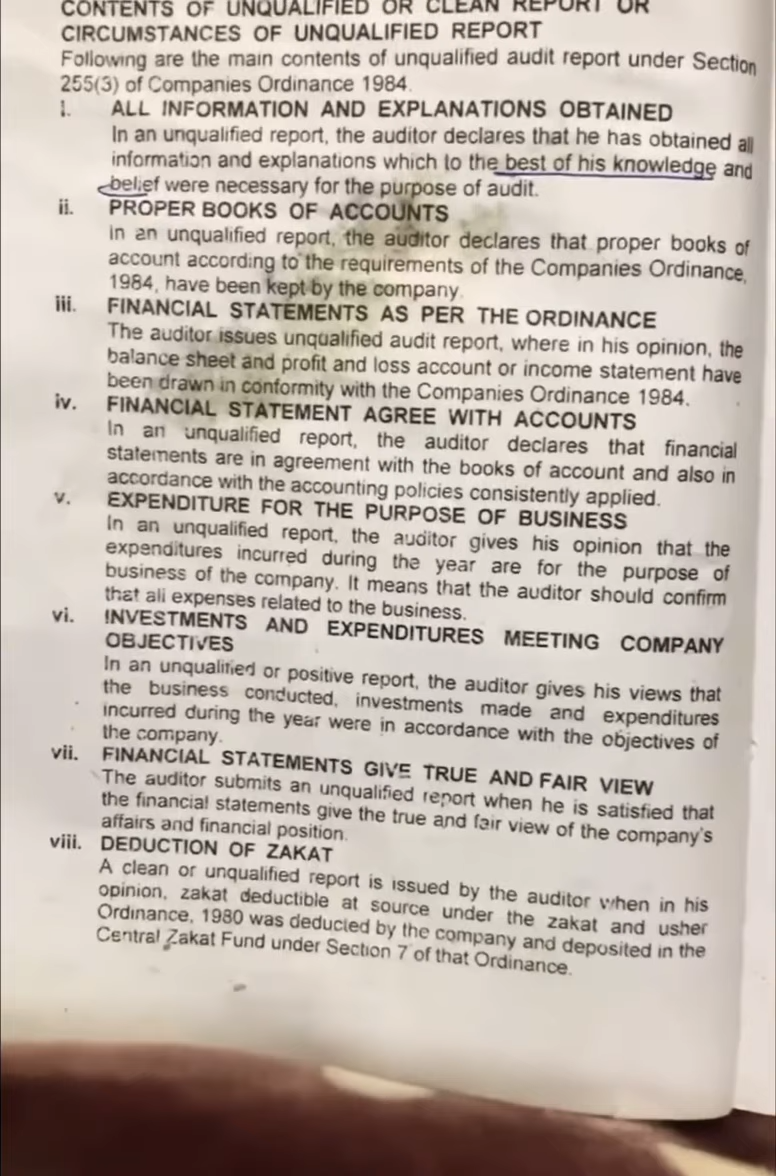 CONTENTS OF UNQUALIFIED OR CLEAN REPORT OR
CIRCUMSTANCES OF UNQUALIFIED REPORT
Following are the main contents of unqualified audit report under Section
255(3) of Companies Ordinance 1984.
i. ALL INFORMATION AND EXPLANATIONS OBTAINED
In an unqualified report, the auditor declares that he has obtained all
information and explanations which to the best of his knowledge and
belief were necessary for the purpose of audit.
ii. PROPER BOOKS OF ACCOUNTS
In an unqualified report, the auditor declares that proper books of
account according to the requirements of the Companies Ordinance,
1984, have been kept by the company.
iii. FINANCIAL STATEMENTS AS PER THE ORDINANCE
The auditor issues unqualified audit report, where in his opinion, the
balance sheet and profit and loss account or income statement have
been drawn in conformity with the Companies Ordinance 1984.
iv. FINANCIAL STATEMENT AGREE WITH ACCOUNTS
In an unqualified report, the auditor declares that financial
statements are in agreement with the books of account and also in
accordance with the accounting policies consistently applied.
v. EXPENDITURE FOR THE PURPOSE OF BUSINESS
In an unqualified report, the auditor gives his opinion that the
expenditures incurred during the year are for the purpose of
business of the company. It means that the auditor should confirm
that all expenses related to the business.
vi. INVESTMENTS AND EXPENDITURES MEETING COMPANY
OBJECTIVES
In an unqualified or positive report, the auditor gives his views that
the business conducted, investments made and expenditures
incurred during the year were in accordance with the objectives of
the company.
vii. FINANCIAL STATEMENTS GIVE TRUE AND FAIR VIEW
The auditor submits an unqualified report when he is satisfied that
the financial statements give the true and fair view of the company's
affairs and financial position.
viii. DEDUCTION OF ZAKAT
A clean or unqualified report is issued by the auditor when in his
opinion, zakat deductible at source under the zakat and usher
Ordinance, 1980 was deducted by the company and deposited in the
Central Zakat Fund under Section 7 of that Ordinance.